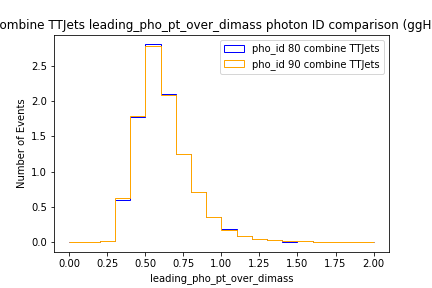 ombine TTJets leading_pho_pt_over_dimass photon ID comparison (ggH
pho_id 80 combine TTJets
pho_id 90 combine TTJets
Number of Events
2.5
2.0
1.5
1.0
0.5
0.0
0.00 0.25 0.50 0.75 1.00 1.25 1.50 1.75 2.00
leading_pho_pt_over_dimass